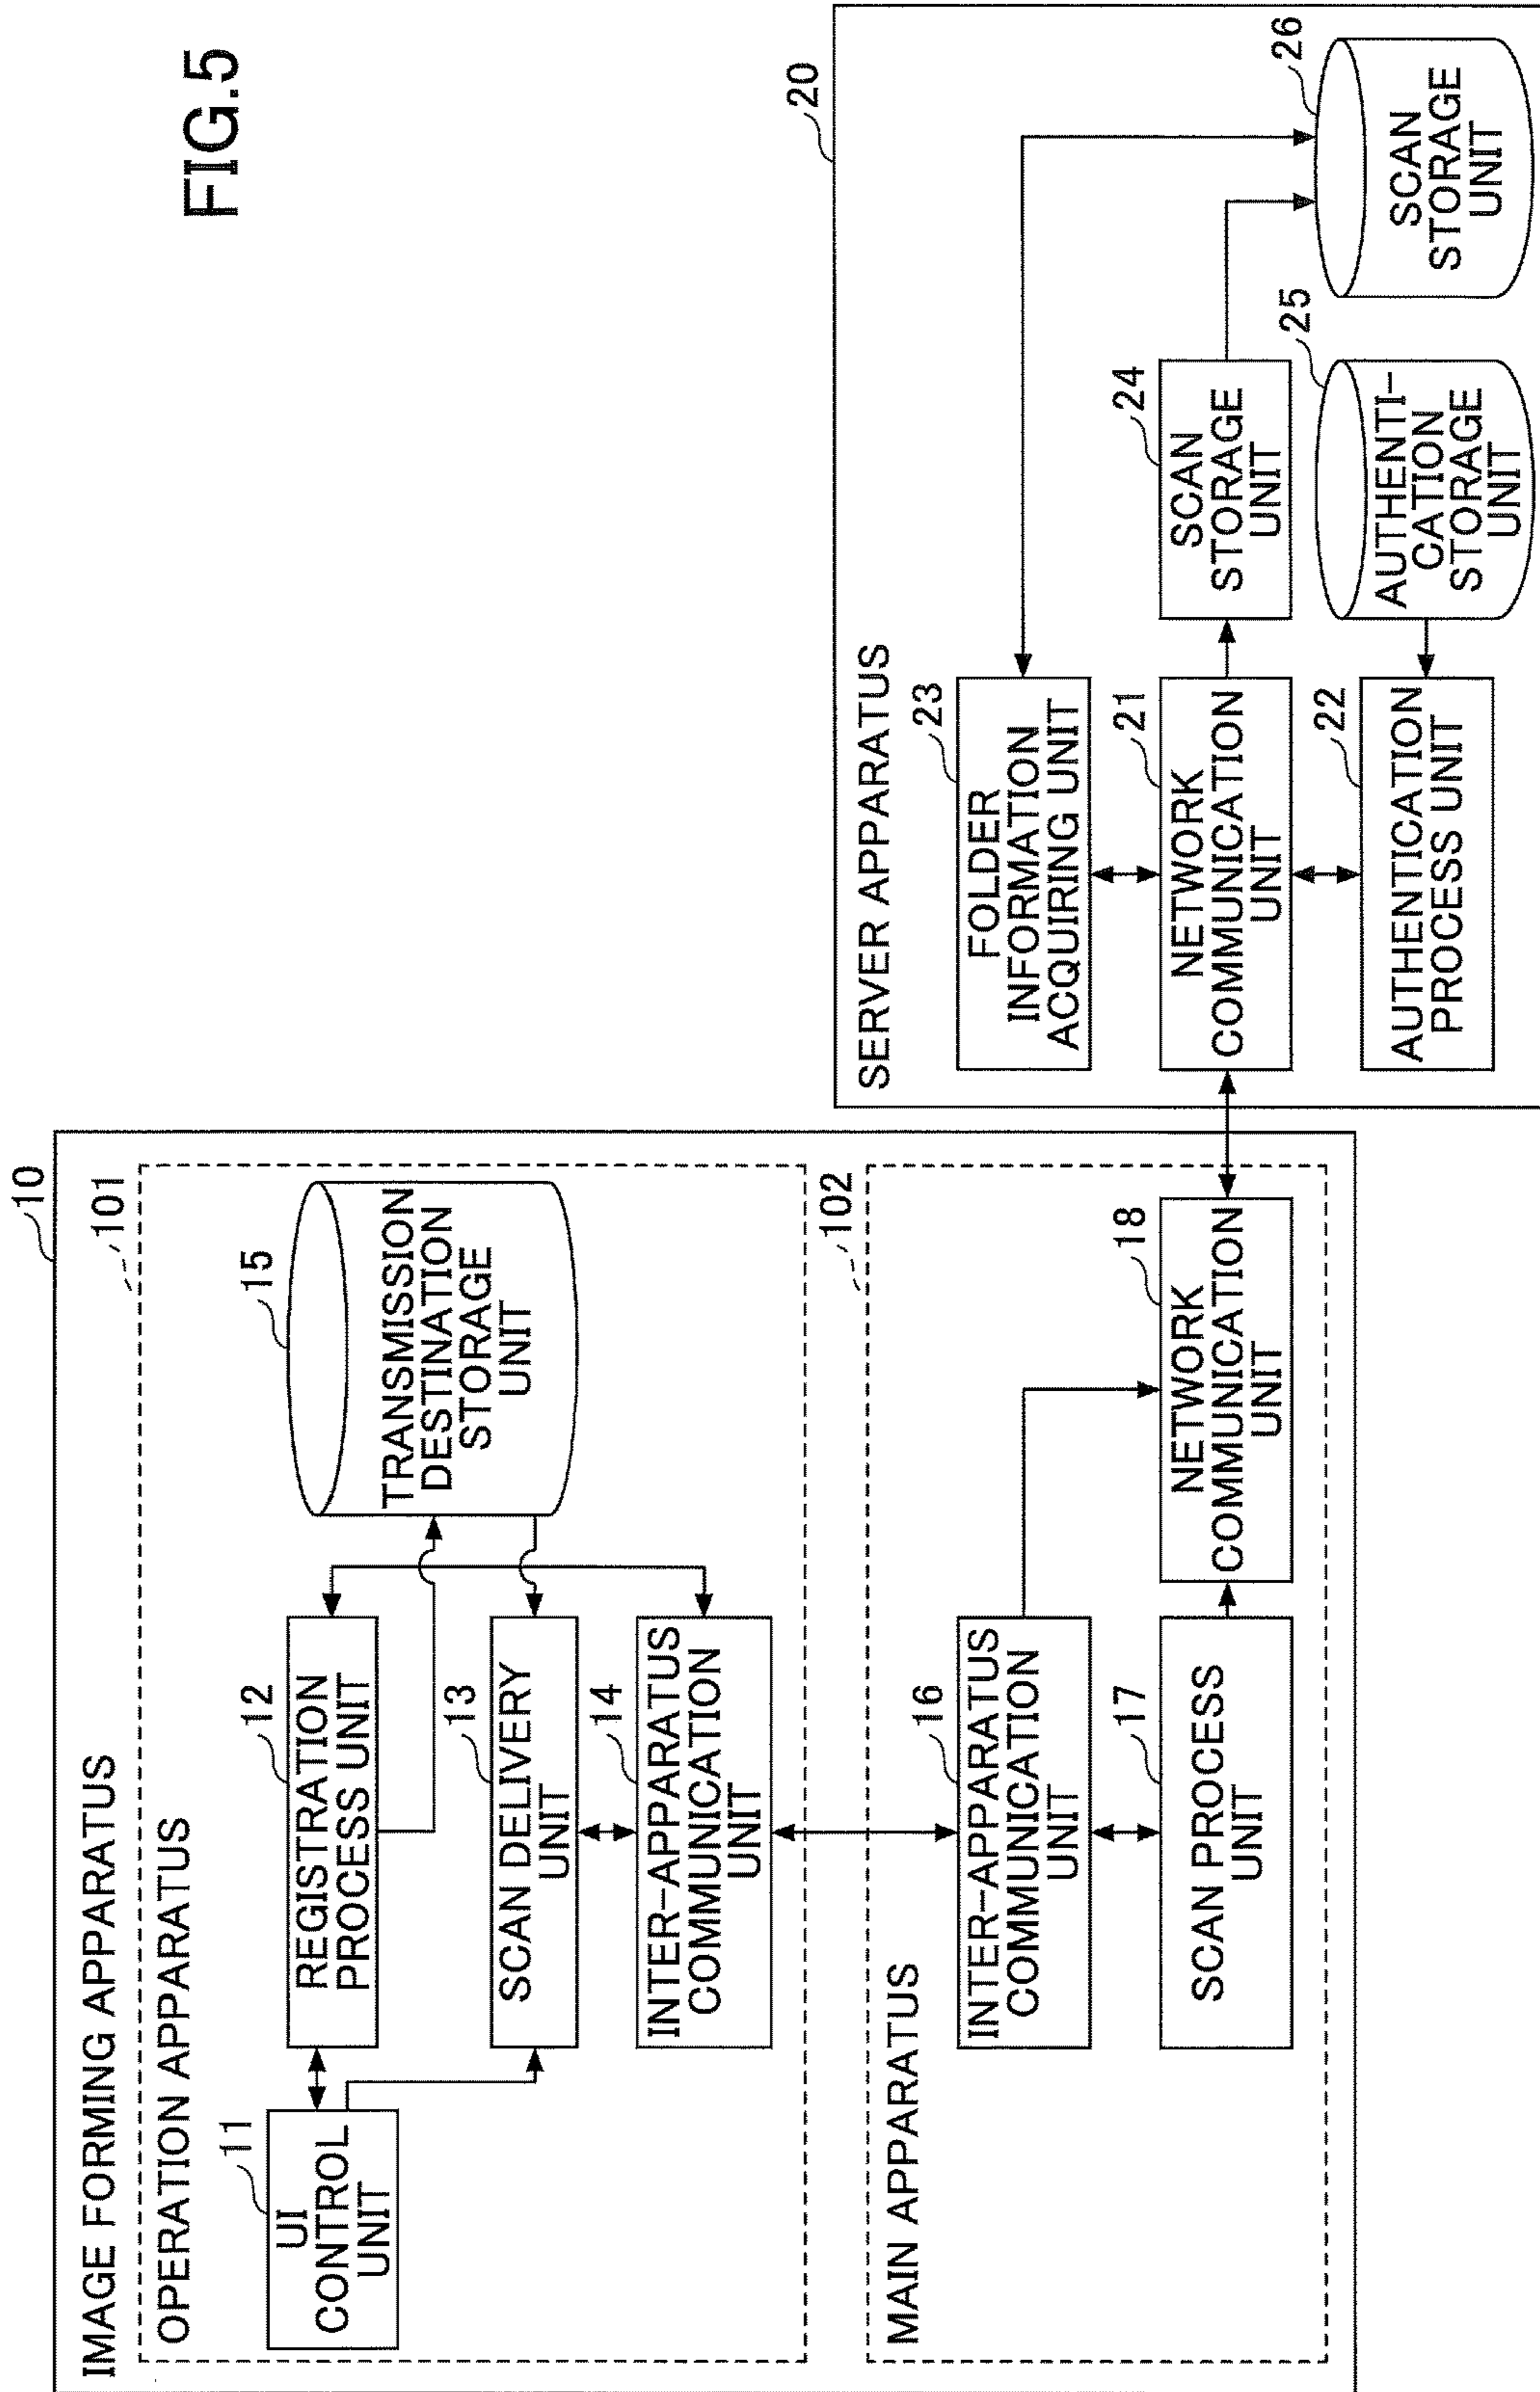 FIG.5
10
IMAGE FORMING APPARATUS
101
OPERATION APPARATUS
11
UI
CONTROL
UNIT
12
REGISTRATION
PROCESS UNIT
13
SCAN DELIVERY
UNIT
14
INTER-APPARATUS
COMMUNICATION
UNIT
15
TRANSMISSION
DESTINATION
STORAGE
UNIT
102
MAIN APPARATUS
16
INTER-APPARATUS
COMMUNICATION
UNIT
17
SCAN PROCESS
UNIT
18
NETWORK
COMMUNICATION
UNIT
20
SERVER APPARATUS
23
FOLDER
INFORMATION
ACQUIRING UNIT
21
NETWORK
COMMUNICATION
UNIT
22
AUTHENTICATION
PROCESS UNIT
24
SCAN
STORAGE
UNIT
25
AUTHENTI-
CATION
STORAGE
UNIT
26
SCAN
STORAGE
UNIT